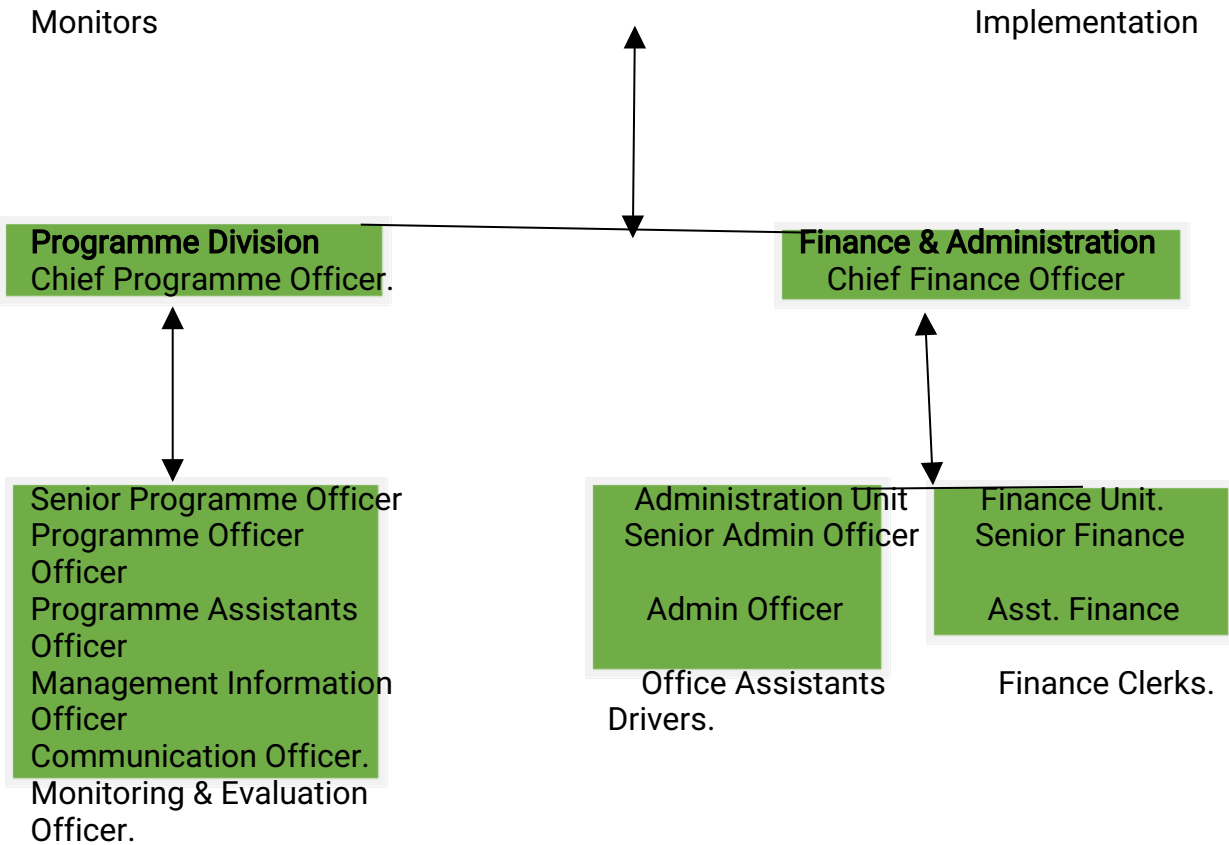 Monitors
Implementation
Programme Division
Chief Programme Officer.
Finance & Administration
Chief Finance Officer
Senior Programme Officer
Programme Officer
Officer
Programme Assistants
Officer
Management Information
Officer
Communication Officer.
Monitoring & Evaluation
Officer.
Administration Unit
Senior Admin Officer
Admin Officer
Office Assistants
Drivers.
Finance Unit.
Senior Finance
Asst. Finance
Finance Clerks.